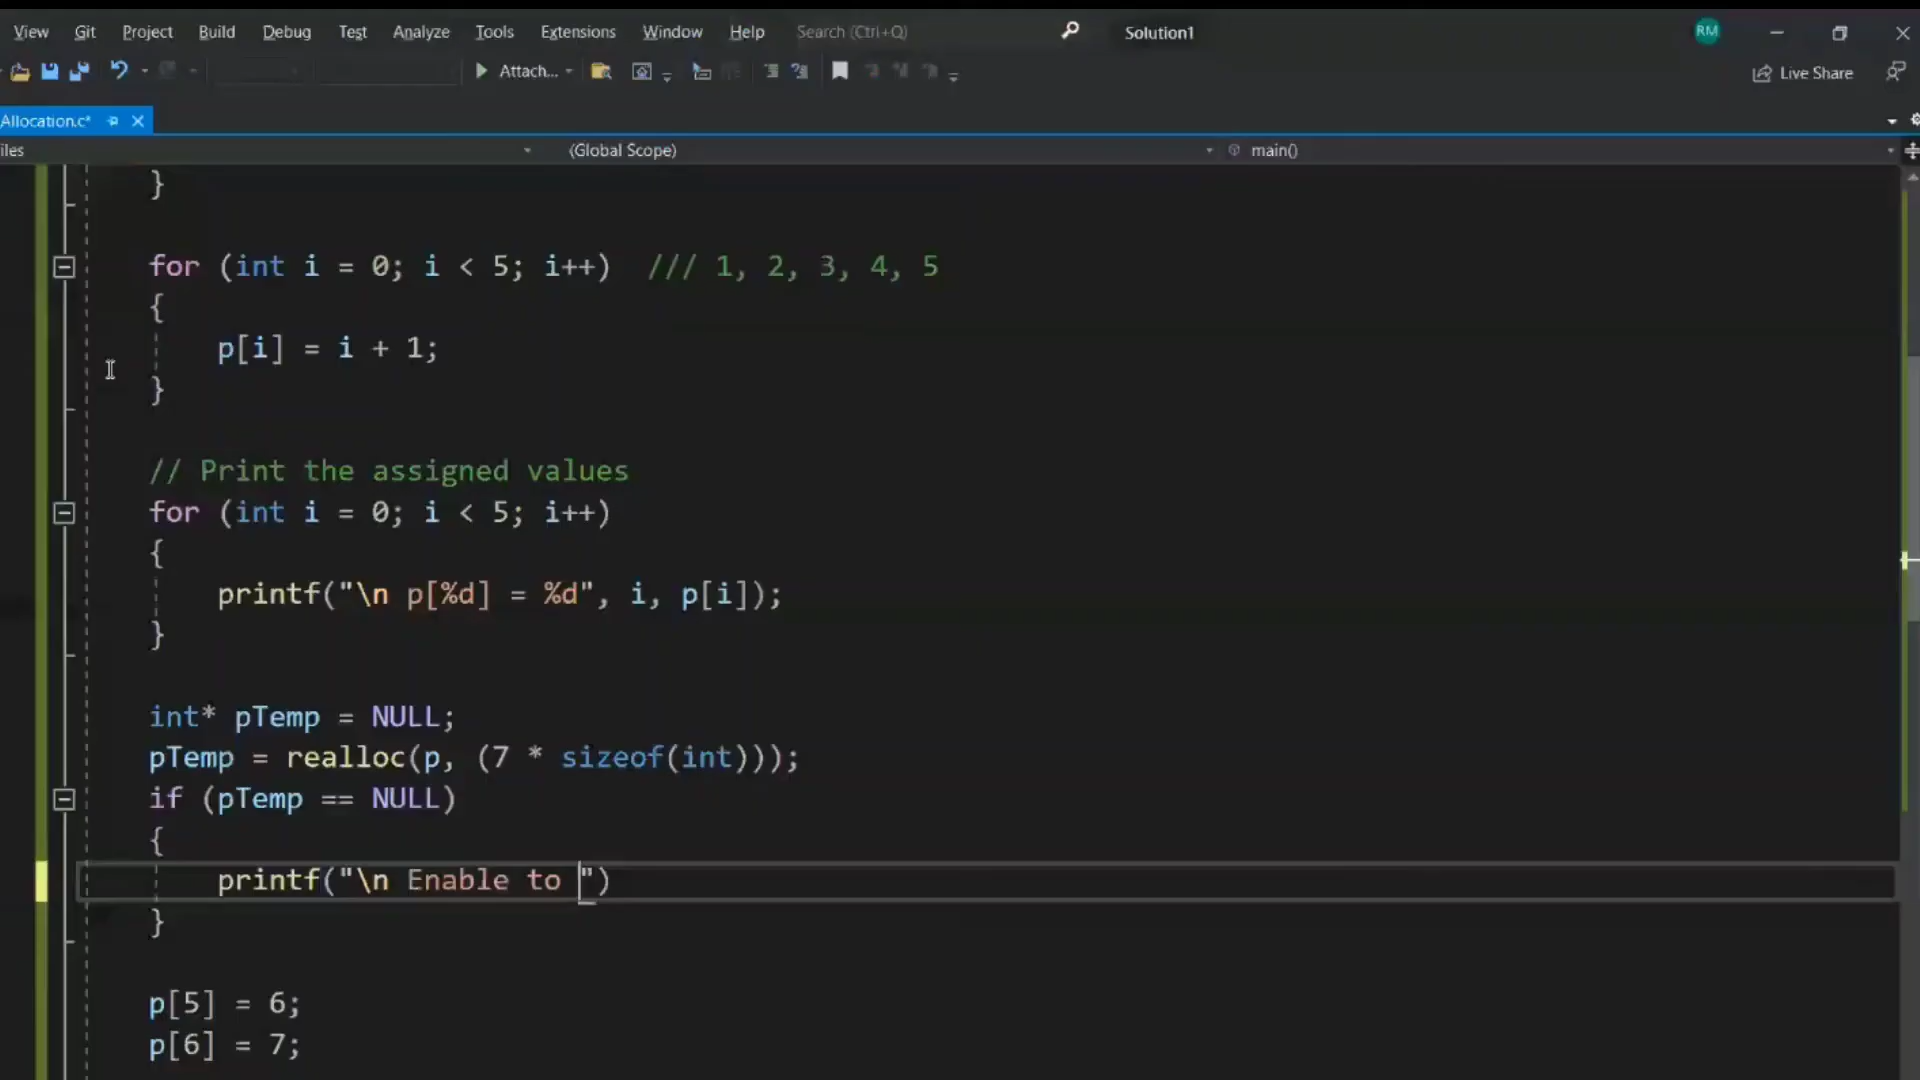 View Git Project Build Debug Test Analyze Tools Extensions Window Help Search (Ctrl+Q) Solution1 RM
Attach... Live Share
Allocation.c*
iles (Global Scope) main()
}
for (int i = 0; i < 5; i++) /// 1, 2, 3, 4, 5
{
p[i] = i + 1;
}
// Print the assigned values
for (int i = 0; i < 5; i++)
{
printf("\n p[%d] = %d", i, p[i]);
}
int* pTemp = NULL;
pTemp = realloc(p, (7 * sizeof(int)));
if (pTemp == NULL)
{
printf("\n Enable to ")
}
p[5] = 6;
p[6] = 7;